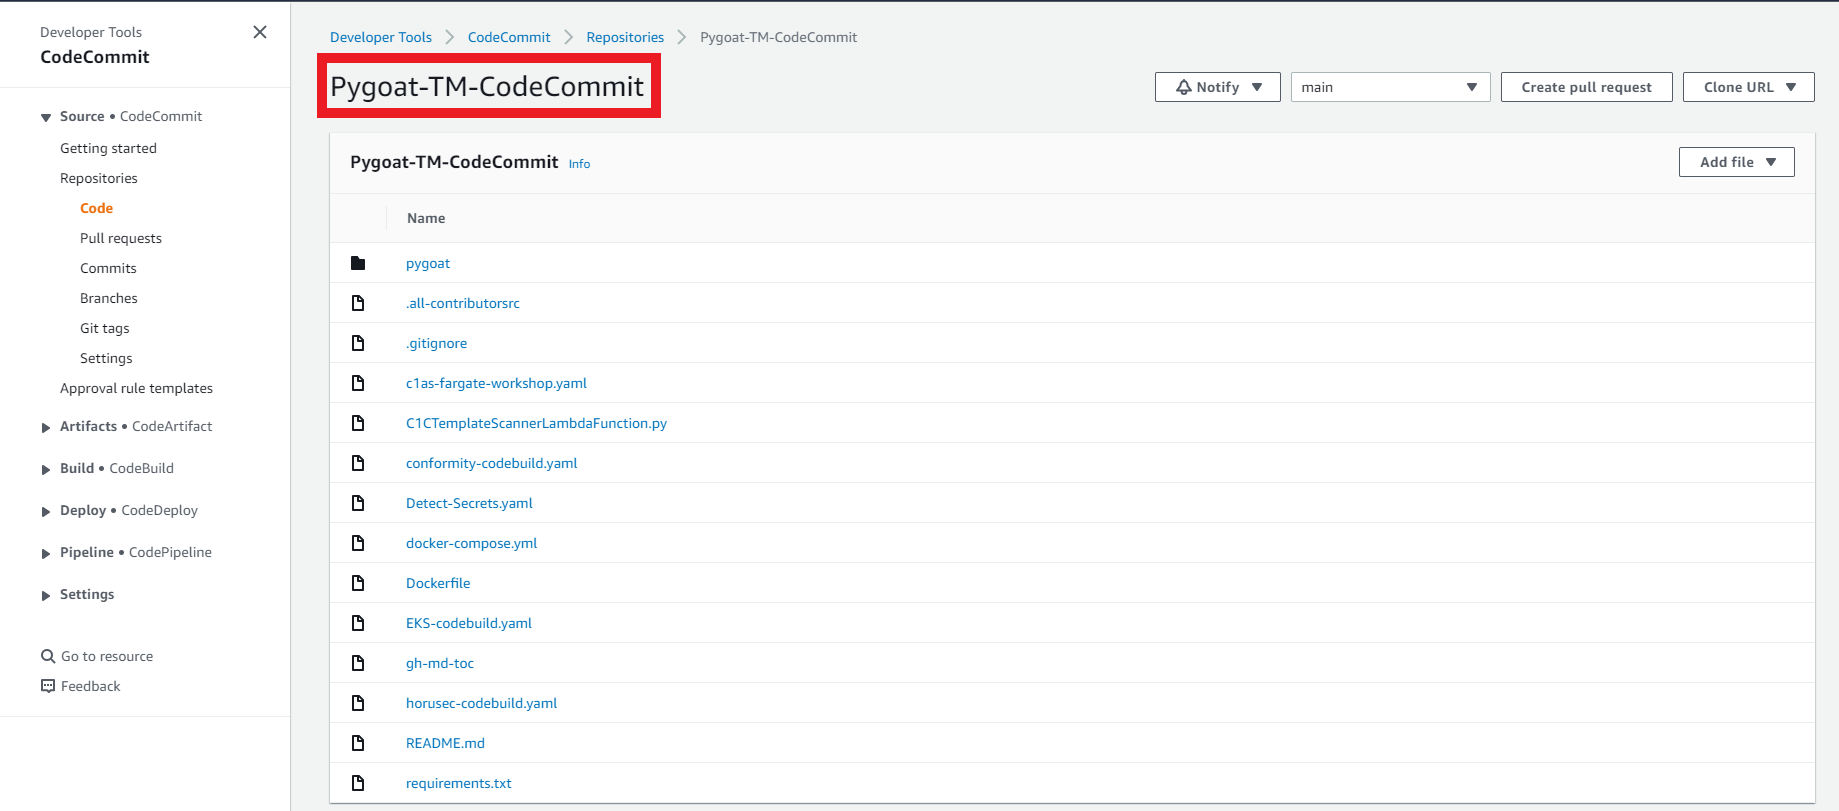 Developer Tools
CodeCommit
Source • CodeCommit
Getting started
Repositories
Code
Pull requests
Commits
Branches
Git tags
Settings
Approval rule templates
Artifacts • CodeArtifact
Build • CodeBuild
Deploy • CodeDeploy
Pipeline • CodePipeline
Settings
Go to resource
Feedback
Developer Tools > CodeCommit > Repositories > Pygoat-TM-CodeCommit
Pygoat-TM-CodeCommit
Notify main Create pull request Clone URL
Pygoat-TM-CodeCommit Info Add file
Name
pygoat
.all-contributorsrc
.gitignore
c1as-fargate-workshop.yaml
C1CTemplateScannerLambdaFunction.py
conformity-codebuild.yaml
Detect-Secrets.yaml
docker-compose.yml
Dockerfile
EKS-codebuild.yaml
gh-md-toc
horusec-codebuild.yaml
README.md
requirements.txt